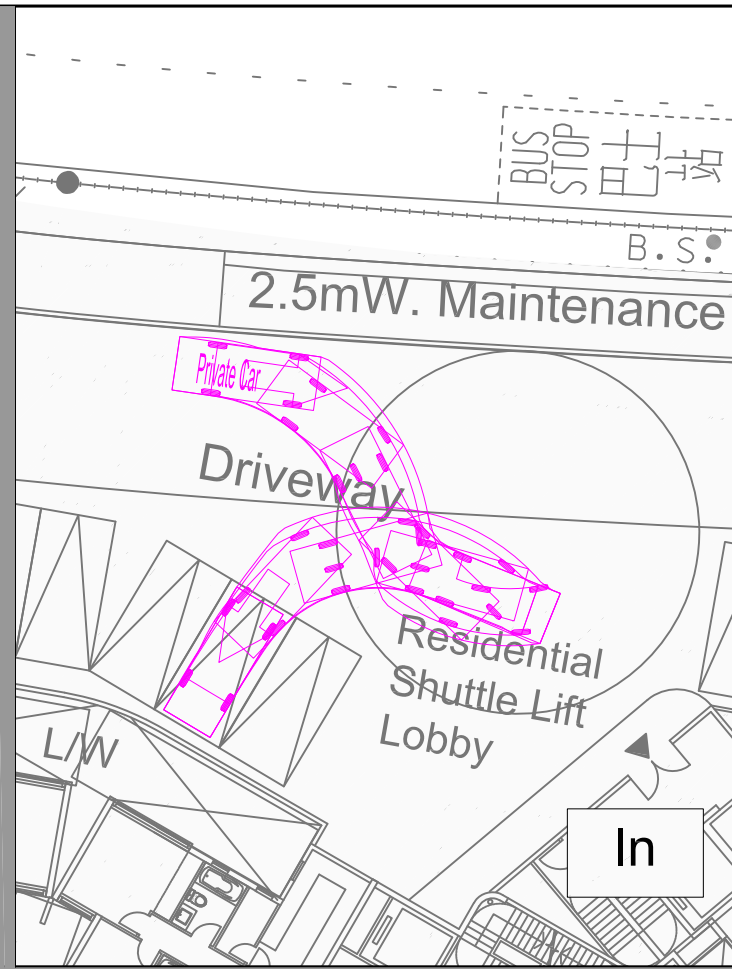 BUS
STOP
巴士站
B.S.
2.5mW. Maintenance
Private Car
Driveway
Residential
Shuttle Lift
Lobby
L/W
In